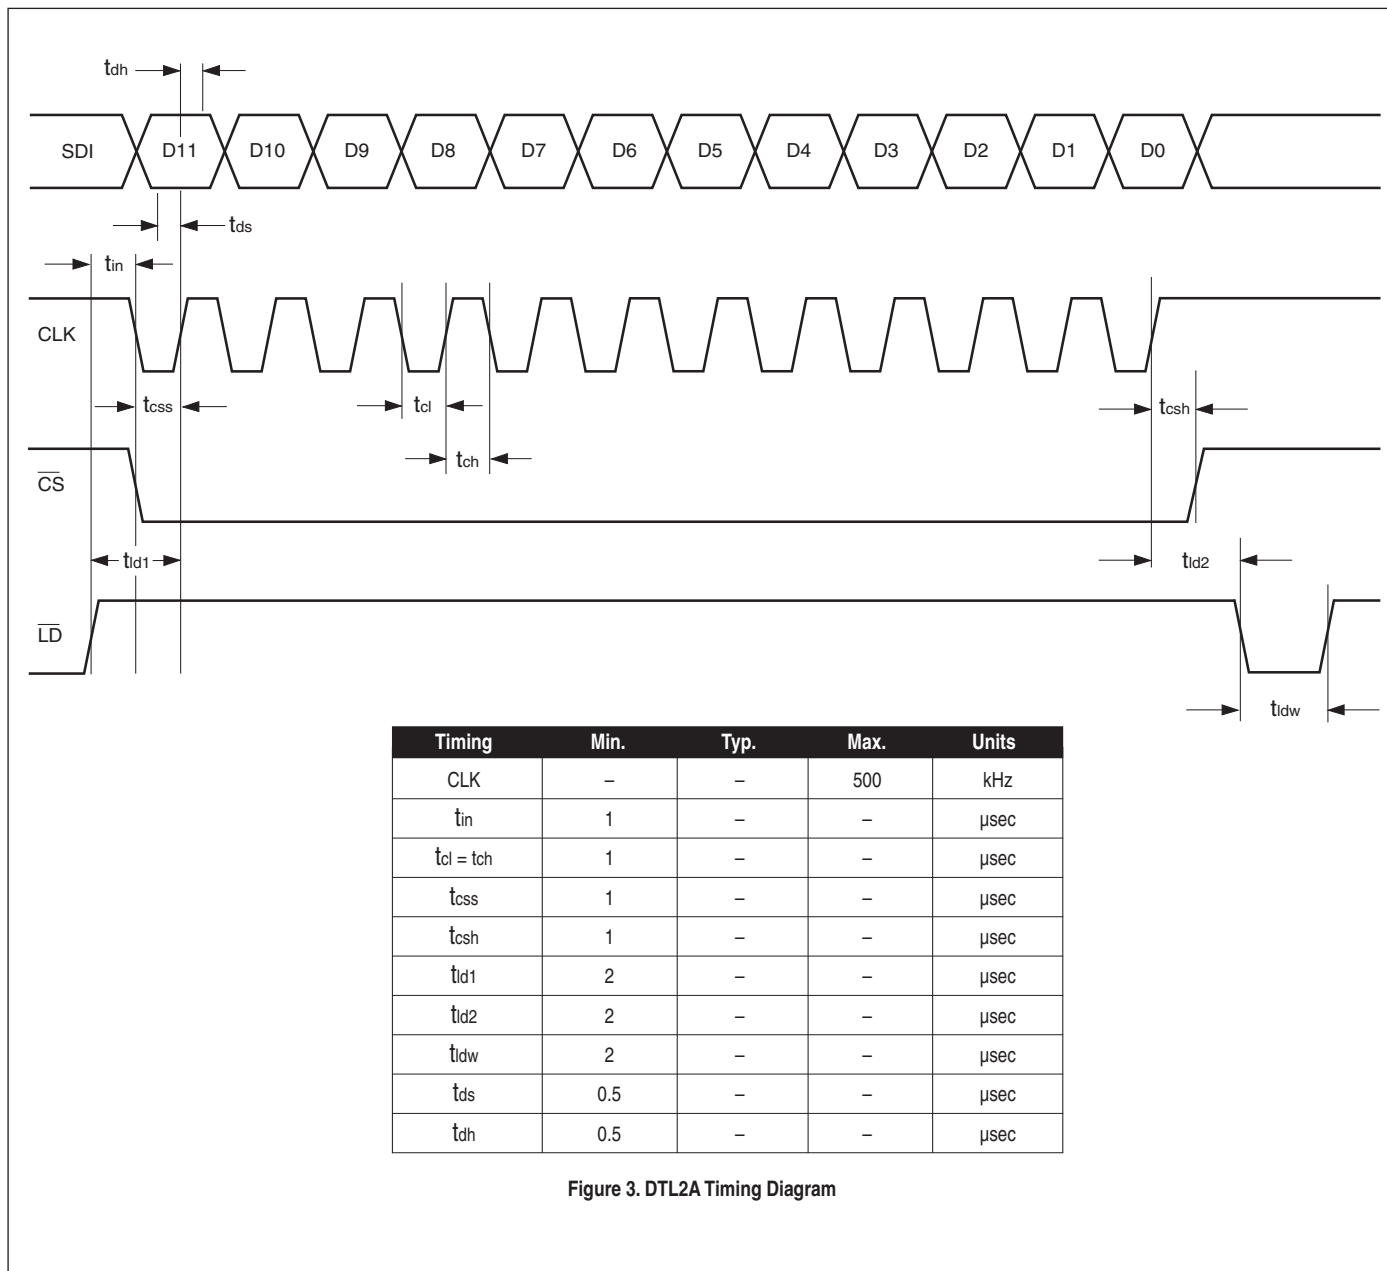 tdh
SDI D11 D10 D9 D8 D7 D6 D5 D4 D3 D2 D1 D0
tds
tin
CLK
tcss tcl tcsh
tch
CS
tld1 tld2
LD
tldw
Timing Min. Typ. Max. Units
CLK – – 500 kHz
tin 1 – – µsec
tcl = tch 1 – – µsec
tcss 1 – – µsec
tcsh 1 – – µsec
tld1 2 – – µsec
tld2 2 – – µsec
tldw 2 – – µsec
tds 0.5 – – µsec
tdh 0.5 – – µsec
Figure 3. DTL2A Timing Diagram